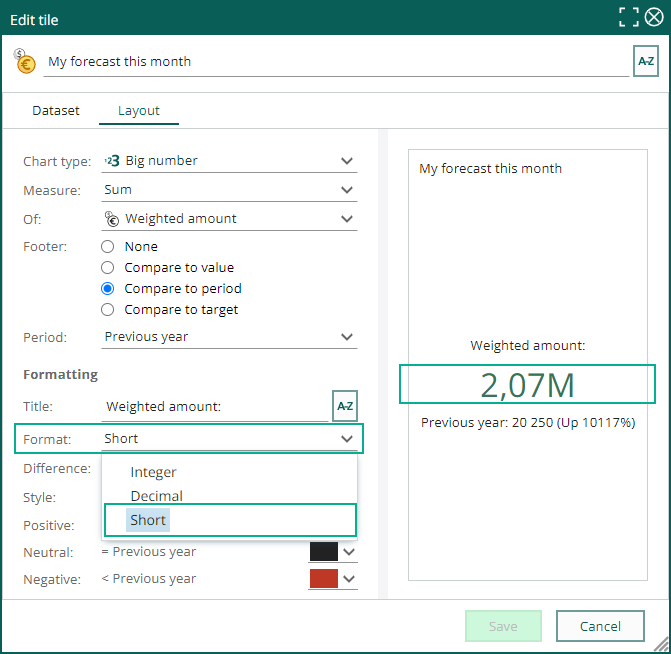 Edit tile
My forecast this month
A-Z
Dataset Layout
Chart type: 123 Big number
Measure: Sum
Of: Weighted amount
Footer: None
Compare to value
Compare to period
Compare to target
Period: Previous year
Formatting
Title: Weighted amount: A-Z
Format: Short
Difference:
Integer
Style:
Decimal
Positive:
Short
Neutral: = Previous year
Negative: < Previous year
My forecast this month
Weighted amount:
2,07M
Previous year: 20 250 (Up 10117%)
Save Cancel